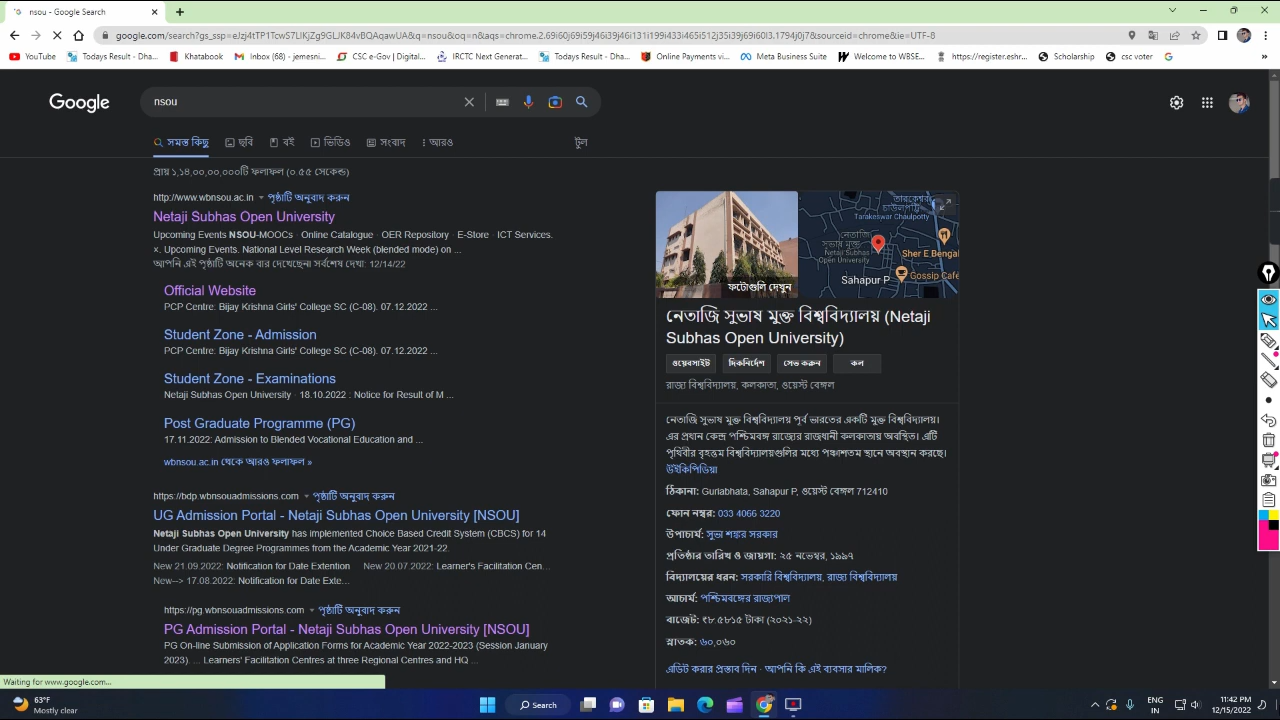 nsou - Google Search
google.com/search?gs_ssp=eJzj4tTP1TcwS7LIKjZg9GLJK84vBQAqawUA&q=nsou&oq=n&aqs=chrome.2.69i60j69i59j46i39j46i131i199i433i465i512j35i39j69i60l3.1794j0j7&sourceid=chrome&ie=UTF-8
YouTube Todays Result - Dha... Khatabook Inbox (68) - jemesni... CSC e-Gov | Digital... IRCTC Next Generat... Todays Result - Dha... Online Payments vi... Meta Business Suite Welcome to WBSE... https://register.eshr... Scholarship csc voter
Google
nsou
সমস্ত কিছু ছবি বই ভিডিও সংবাদ আরও টুল
প্রায় ১,১৪,০০,০০,০০০টি ফলাফল (০.৫৫ সেকেন্ড)
http://www.wbnsou.ac.in পৃষ্ঠাটি অনুবাদ করুন
Netaji Subhas Open University
Upcoming Events NSOU-MOOCs · Online Catalogue · OER Repository · E-Store · ICT Services.
×. Upcoming Events. National Level Research Week (blended mode) on ...
আপনি এই পৃষ্ঠাটি অনেক বার দেখেছেন৷ সর্বশেষ দেখা: 12/14/22
Official Website
PCP Centre: Bijay Krishna Girls' College SC (C-08). 07.12.2022 ...
Student Zone - Admission
PCP Centre: Bijay Krishna Girls' College SC (C-08). 07.12.2022 ...
Student Zone - Examinations
Netaji Subhas Open University · 18.10.2022 : Notice for Result of M ...
Post Graduate Programme (PG)
17.11.2022: Admission to Blended Vocational Education and ...
wbnsou.ac.in থেকে আরও ফলাফল »
https://bdp.wbnsouadmissions.com পৃষ্ঠাটি অনুবাদ করুন
UG Admission Portal - Netaji Subhas Open University [NSOU]
Netaji Subhas Open University has implemented Choice Based Credit System (CBCS) for 14
Under Graduate Degree Programmes from the Academic Year 2021-22.
New 21.09.2022: Notification for Date Extention New 20.07.2022: Learner's Facilitation Cen...
New--> 17.08.2022: Notification for Date Exte...
https://pg.wbnsouadmissions.com পৃষ্ঠাটি অনুবাদ করুন
PG Admission Portal - Netaji Subhas Open University [NSOU]
PG On-line Submission of Application Forms for Academic Year 2022-2023 (Session January
2023). ... Learners' Facilitation Centres at three Regional Centres and HQ ...
তারকেশ্বর
চাউলপট্টি
Tarakeswar Chaulpotty
নেতাজি
সুভাষ মুক্ত
বিশ্ববিদ্যালয়
Netaji Subhas
Open University
Sher E Bengal
Sahapur P
Gossip Cafe
ফটোগুলি দেখুন
নেতাজি সুভাষ মুক্ত বিশ্ববিদ্যালয় (Netaji
Subhas Open University)
ওয়েবসাইট দিকনির্দেশ সেভ করুন কল
রাজ্য বিশ্ববিদ্যালয়, কলকাতা, ওয়েস্ট বেঙ্গল
নেতাজি সুভাষ মুক্ত বিশ্ববিদ্যালয় পূর্ব ভারতের একটি মুক্ত বিশ্ববিদ্যালয়।
এর প্রধান কেন্দ্র পশ্চিমবঙ্গ রাজ্যের রাজধানী কলকাতায় অবস্থিত। এটি
পৃথিবীর বৃহত্তম বিশ্ববিদ্যালয়গুলির মধ্যে পঞ্চাশতম স্থানে অবস্থান করছে।
উইকিপিডিয়া
ঠিকানা: Guriabhata, Sahapur P, ওয়েস্ট বেঙ্গল 712410
ফোন নম্বর: 033 4066 3220
উপাচার্য: সুভা শঙ্কর সরকার
প্রতিষ্ঠার তারিখ ও জায়সা: ২৫ নভেম্বর, ১৯৯৭
বিদ্যালয়ের ধরন: সরকারি বিশ্ববিদ্যালয়, রাজ্য বিশ্ববিদ্যালয়
আচার্য: পশ্চিমবঙ্গের রাজ্যপাল
বাজেট: ₹৮.৫৮১৫ টাকা (২০২১-২২)
স্নাতক: ৬০,০৬০
এডিট করার প্রস্তাব দিন · আপনি কি এই ব্যবসার মালিক?
Waiting for www.google.com...
63°F
Mostly clear
Search
ENG
IN
11:42 PM
12/15/2022